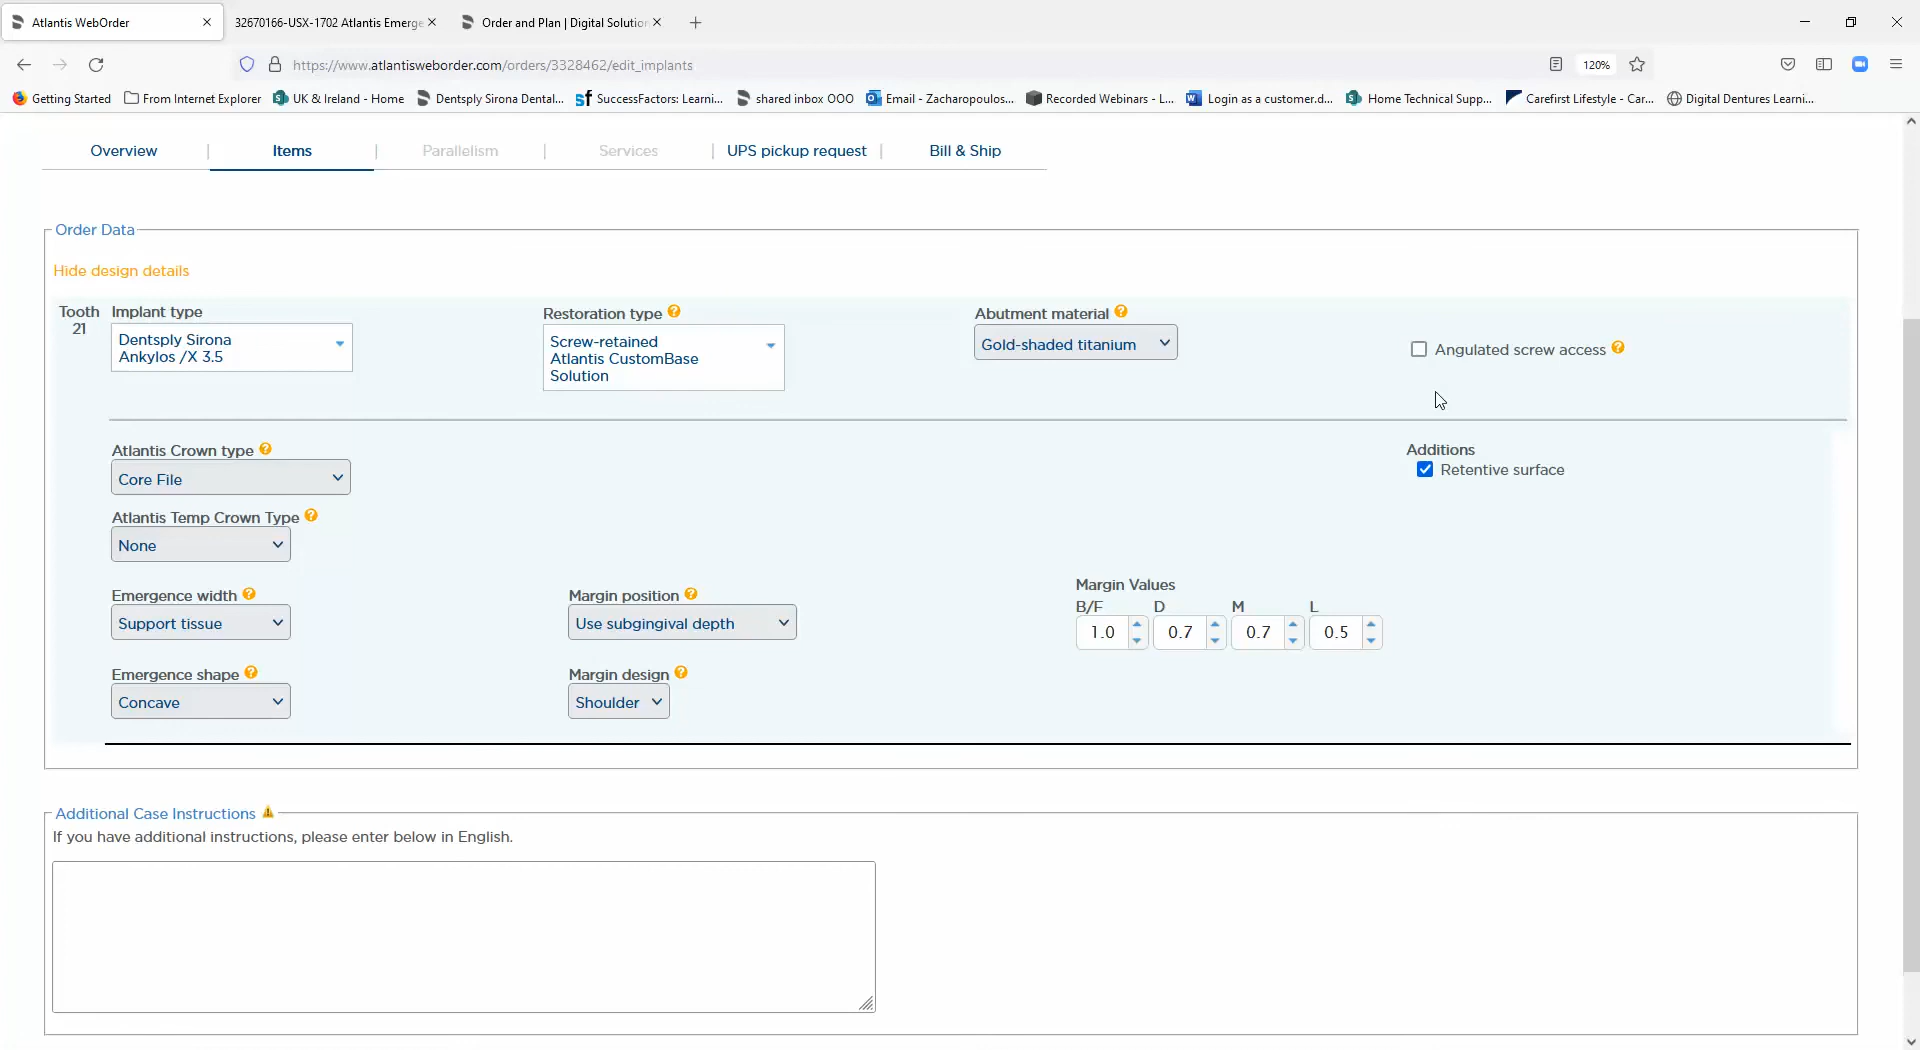 Atlantis WebOrder
32670166-USX-1702 Atlantis Emerge
Order and Plan | Digital Solution
https://www.atlantisweborder.com/orders/3328462/edit_implants
120%
Getting Started
From Internet Explorer
UK & Ireland - Home
Dentsply Sirona Dental...
SuccessFactors: Learni...
shared inbox OOO
Email - Zacharopoulos...
Recorded Webinars - L...
Login as a customer.d...
Home Technical Supp...
Carefirst Lifestyle - Car...
Digital Dentures Learni...
Overview | Items | Parallelism | Services | UPS pickup request | Bill & Ship
Order Data
Hide design details
Tooth
21
Implant type
Dentsply Sirona
Ankylos /X 3.5
Restoration type ?
Screw-retained
Atlantis CustomBase
Solution
Abutment material ?
Gold-shaded titanium
Angulated screw access ?
Atlantis Crown type ?
Core File
Additions
Retentive surface
Atlantis Temp Crown Type ?
None
Emergence width ?
Support tissue
Margin position ?
Use subgingival depth
Margin Values
B/F D M L
1.0 0.7 0.7 0.5
Emergence shape ?
Concave
Margin design ?
Shoulder
Additional Case Instructions
If you have additional instructions, please enter below in English.